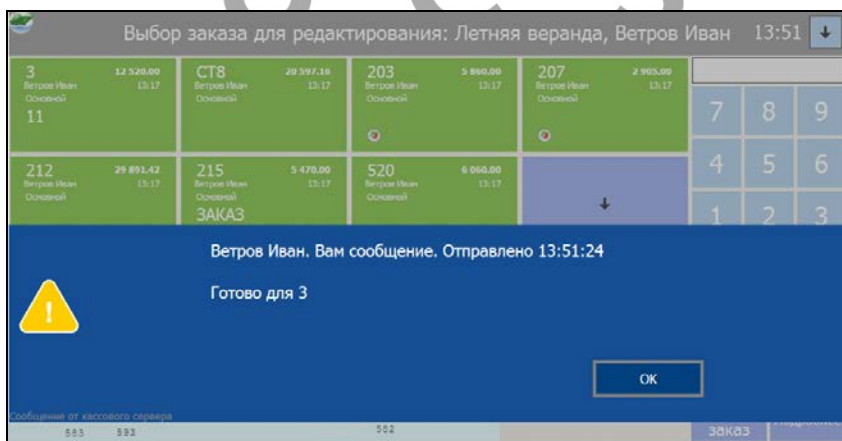 Выбор заказа для редактирования: Летняя веранда, Ветров Иван 13:51
3 12 520.00
Ветров Иван 13:17
Основной
11
СТ8 20 597.16
Ветров Иван 13:17
Основной
203 5 860.00
Ветров Иван 13:17
Основной
207 2 905.00
Ветров Иван 13:17
Основной
7 8 9
212 29 891.42
Ветров Иван 13:17
Основной
215 5 470.00
Ветров Иван 13:17
Основной
ЗАКАЗ
520 6 060.00
Ветров Иван 13:17
Основной
4 5 6
1 2 3
Ветров Иван. Вам сообщение. Отправлено 13:51:24
Готово для 3
!
OK
Сообщение от кассового сервера
583 593 582
заказ